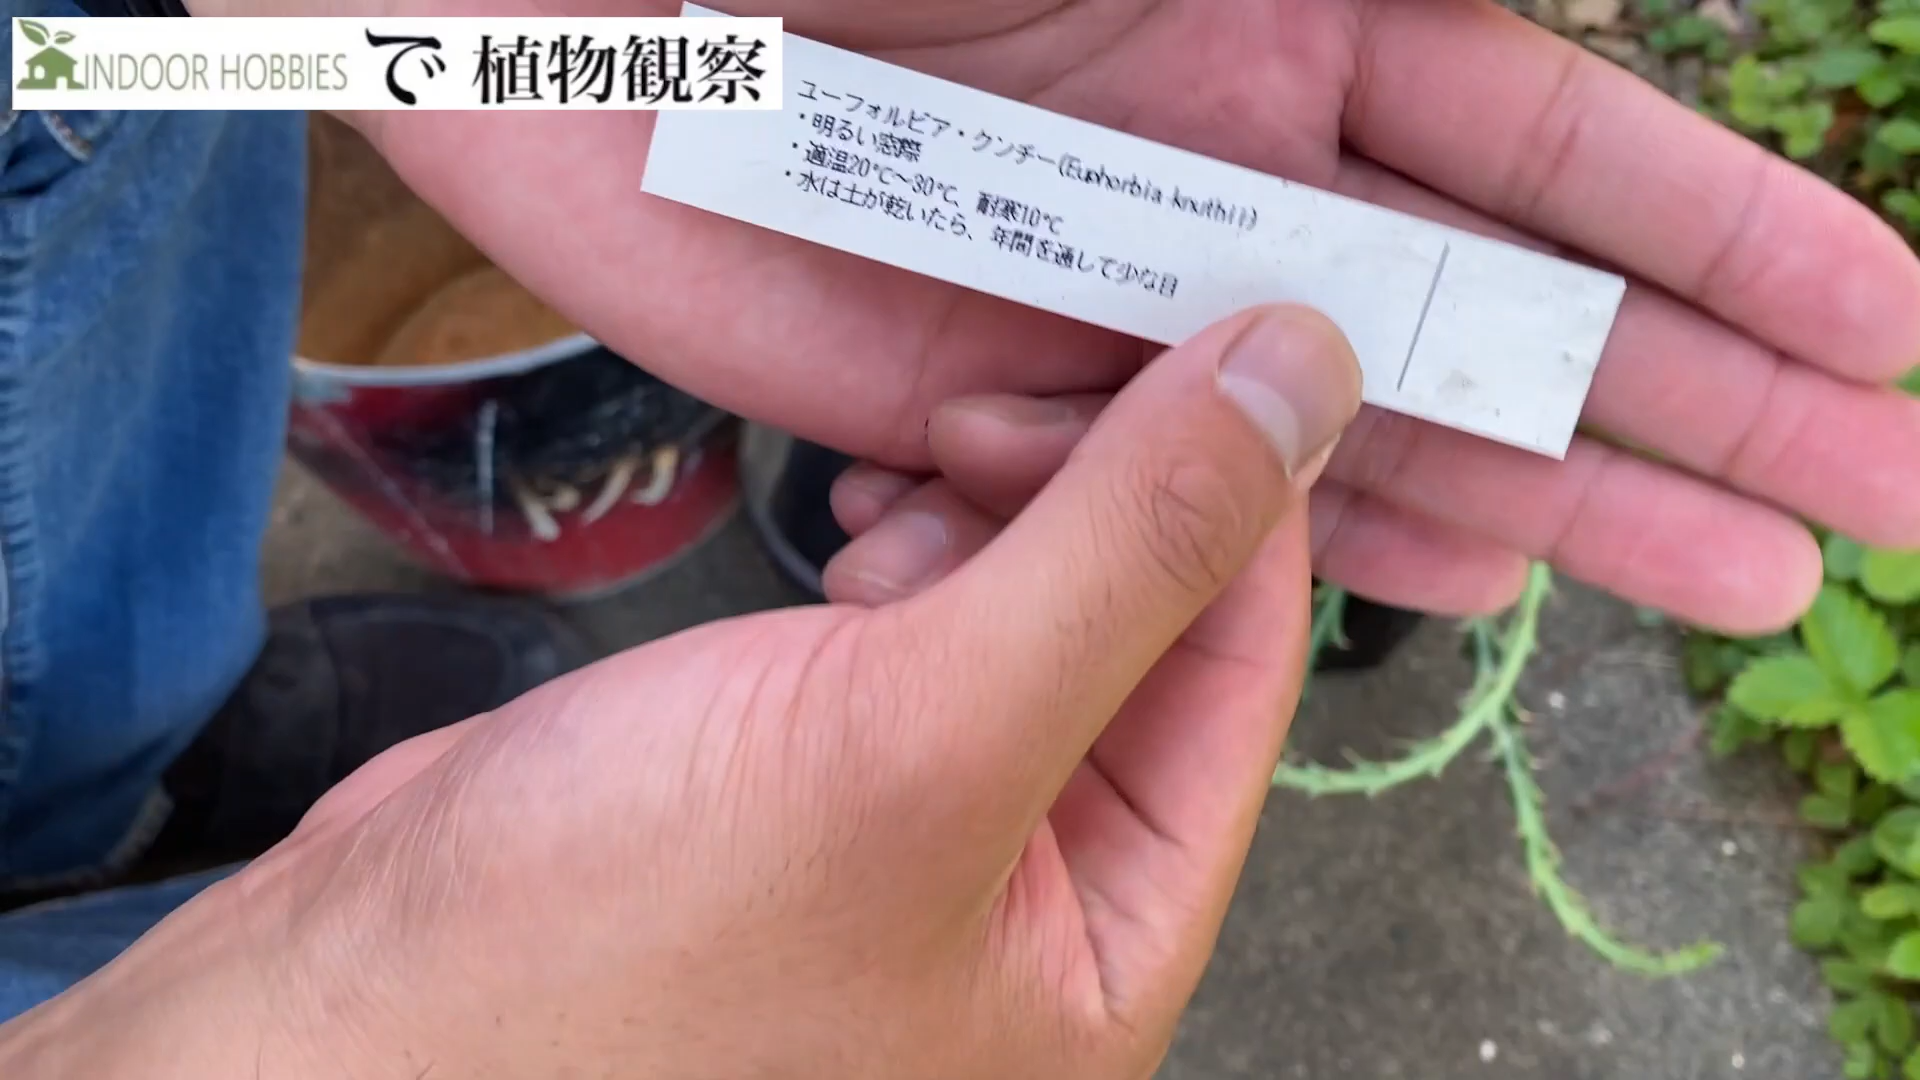 INDOOR HOBBIES で 植物観察
ユーフォルビア・クンチー(Euphorbia knuthii)
・明るい窓際
・適温20℃～30℃、耐寒10℃
・水は土が乾いたら、年間を通して少な目